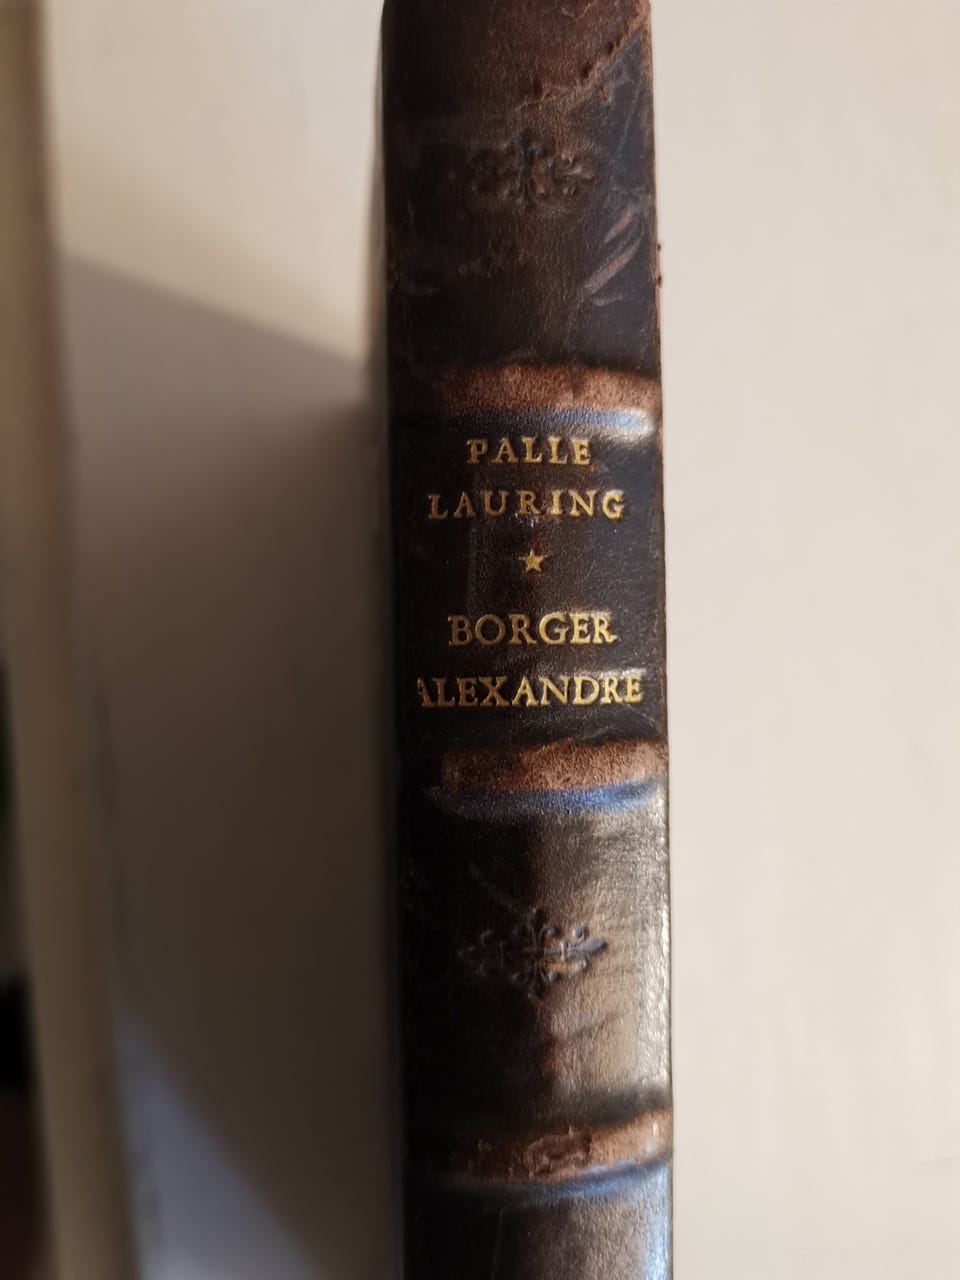 PALLE
LAURING
★
BORGER
ALEXANDRE